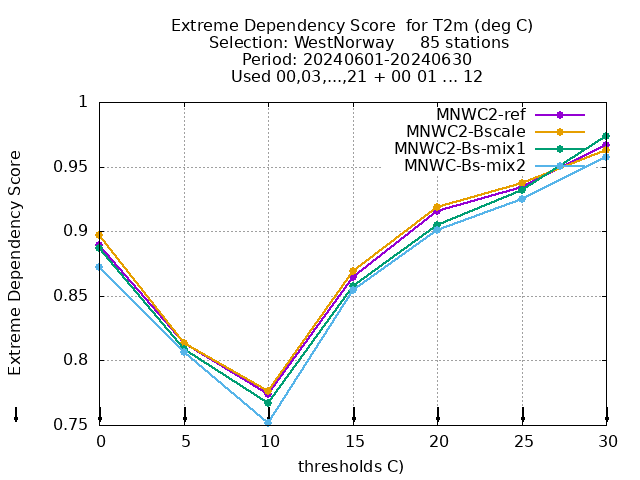 Extreme Dependency Score  for T2m (deg C)
Selection: WestNorway     85 stations
Period: 20240601-20240630
Used 00,03,...,21 + 00 01 ... 12
MNWC2-ref
MNWC2-Bscale
MNWC2-Bs-mix1
MNWC-Bs-mix2
Extreme Dependency Score
1
0.95
0.9
0.85
0.8
0.75
0 5 10 15 20 25 30
thresholds C)